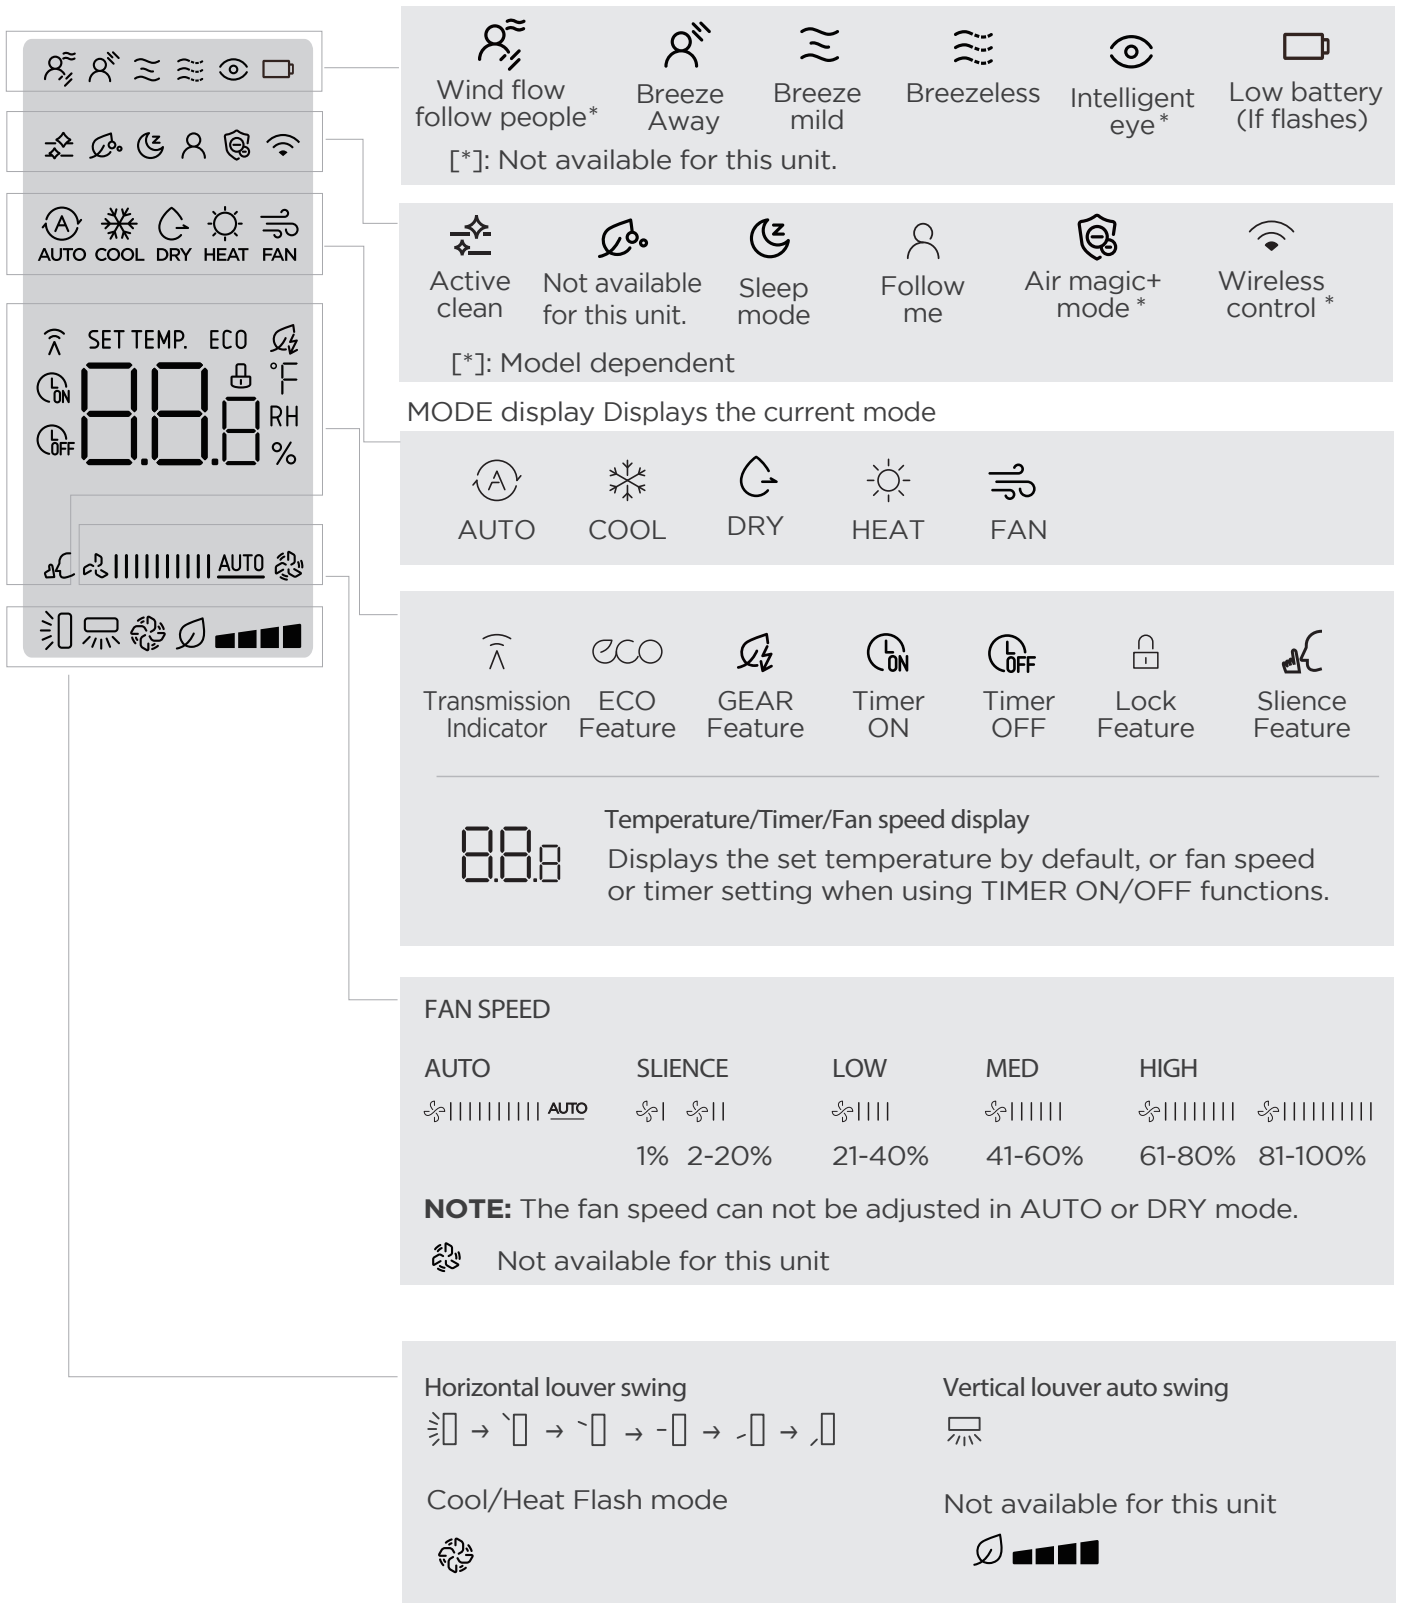 Wind flow
follow people*
Breeze
Away
Breeze
mild
Breezeless
Intelligent
eye*
Low battery
(If flashes)
[*]: Not available for this unit.
Active
clean
Not available
for this unit.
Sleep
mode
Follow
me
Air magic+
mode *
Wireless
control *
[*]: Model dependent
AUTO COOL DRY HEAT FAN
SET TEMP. ECO
°F
ON
RH
OFF
%
AUTO
MODE display Displays the current mode
AUTO COOL DRY HEAT FAN
eco
ON
OFF
Transmission
Indicator
ECO
Feature
GEAR
Feature
Timer
ON
Timer
OFF
Lock
Feature
Slience
Feature
88.8
Temperature/Timer/Fan speed display
Displays the set temperature by default, or fan speed
or timer setting when using TIMER ON/OFF functions.
FAN SPEED
AUTO SLIENCE LOW MED HIGH
AUTO
1% 2-20% 21-40% 41-60% 61-80% 81-100%
NOTE: The fan speed can not be adjusted in AUTO or DRY mode.
Not available for this unit
Horizontal louver swing
Vertical louver auto swing
Cool/Heat Flash mode
Not available for this unit